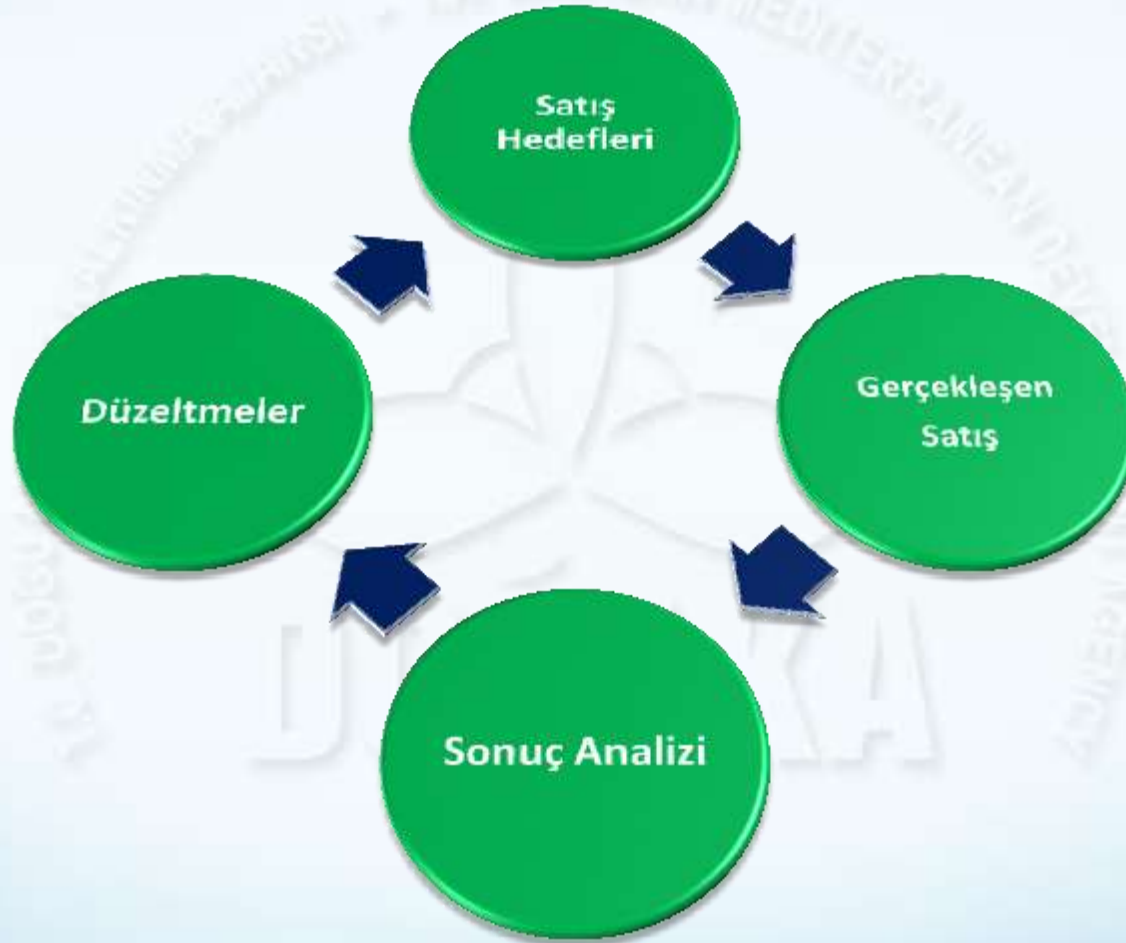 Satış
Hedefleri
Gerçekleşen
Satış
Düzeltmeler
Sonuç Analizi